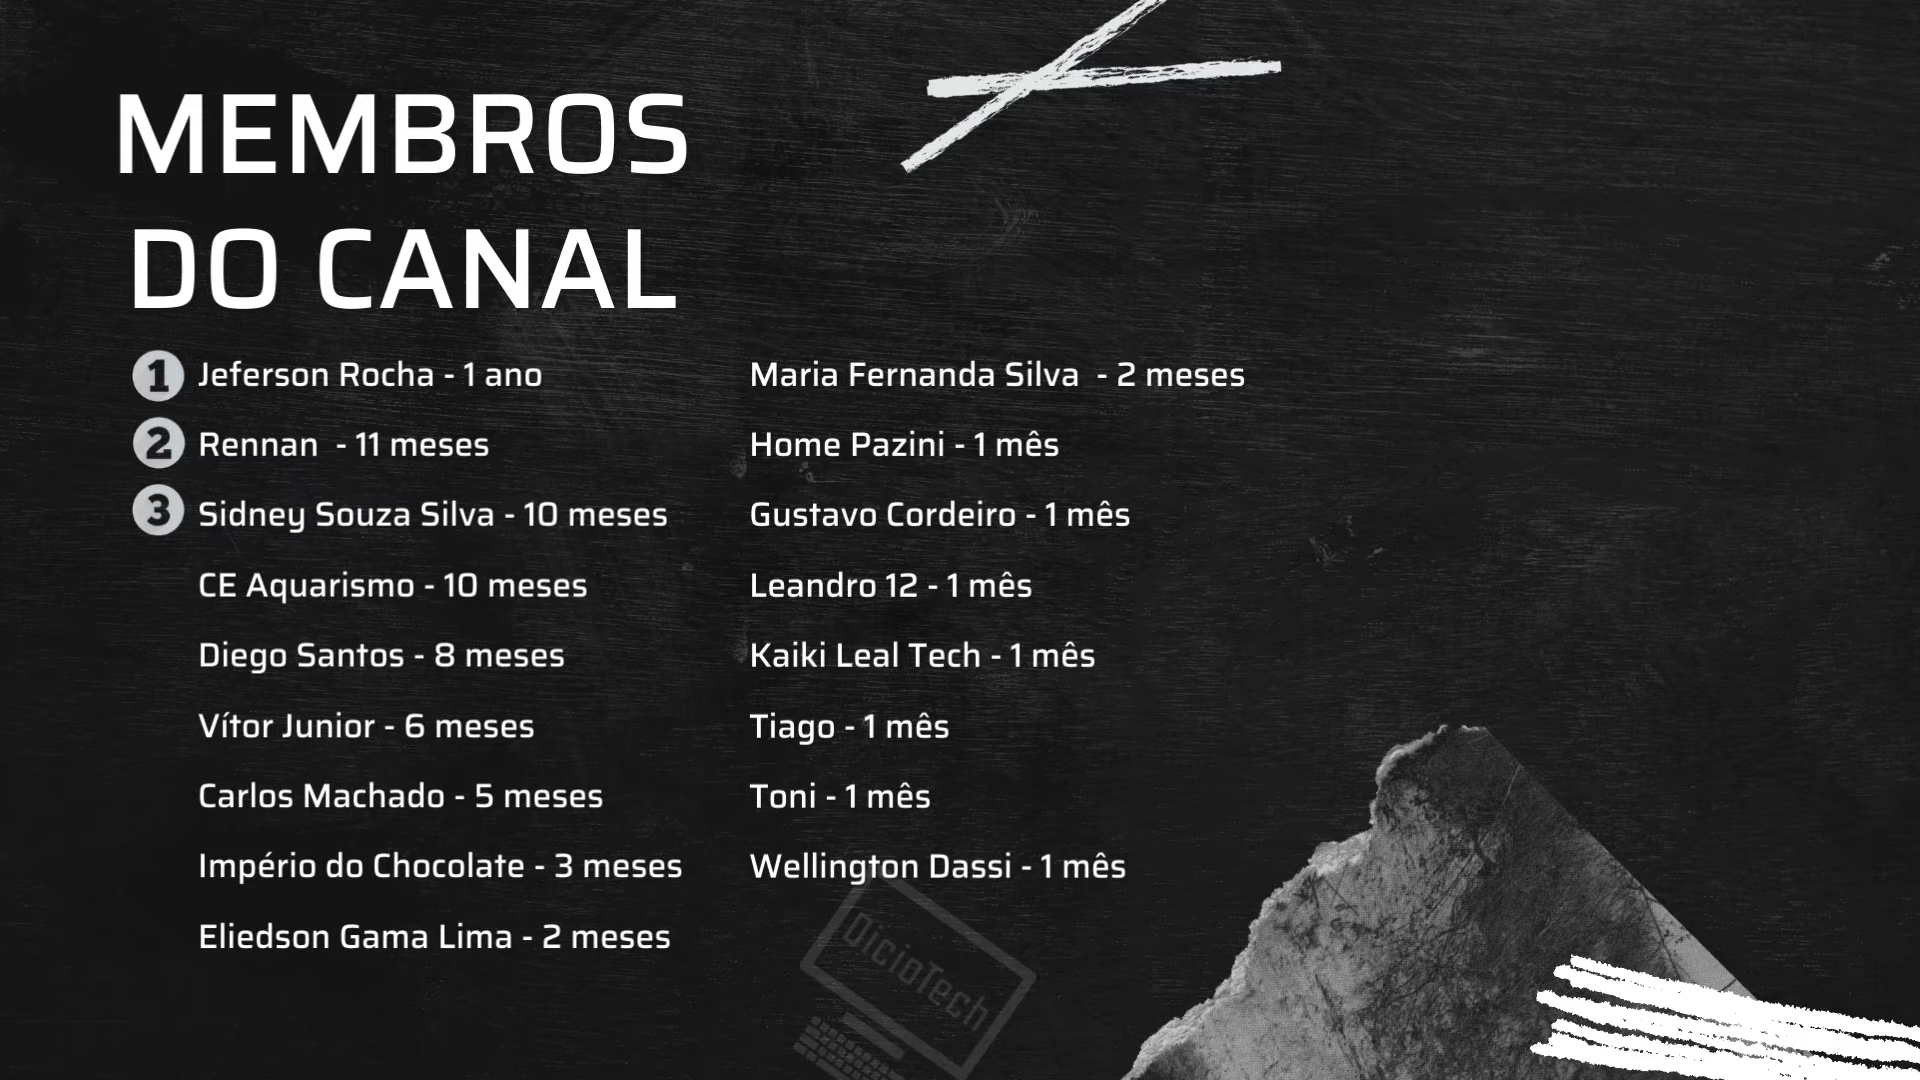 MEMBROS
DO CANAL
1 Jeferson Rocha - 1 ano
2 Rennan - 11 meses
3 Sidney Souza Silva - 10 meses
CE Aquarismo - 10 meses
Diego Santos - 8 meses
Vítor Junior - 6 meses
Carlos Machado - 5 meses
Império do Chocolate - 3 meses
Eliedson Gama Lima - 2 meses
Maria Fernanda Silva - 2 meses
Home Pazini - 1 mês
Gustavo Cordeiro - 1 mês
Leandro 12 - 1 mês
Kaiki Leal Tech - 1 mês
Tiago - 1 mês
Toni - 1 mês
Wellington Dassi - 1 mês
DicioTech